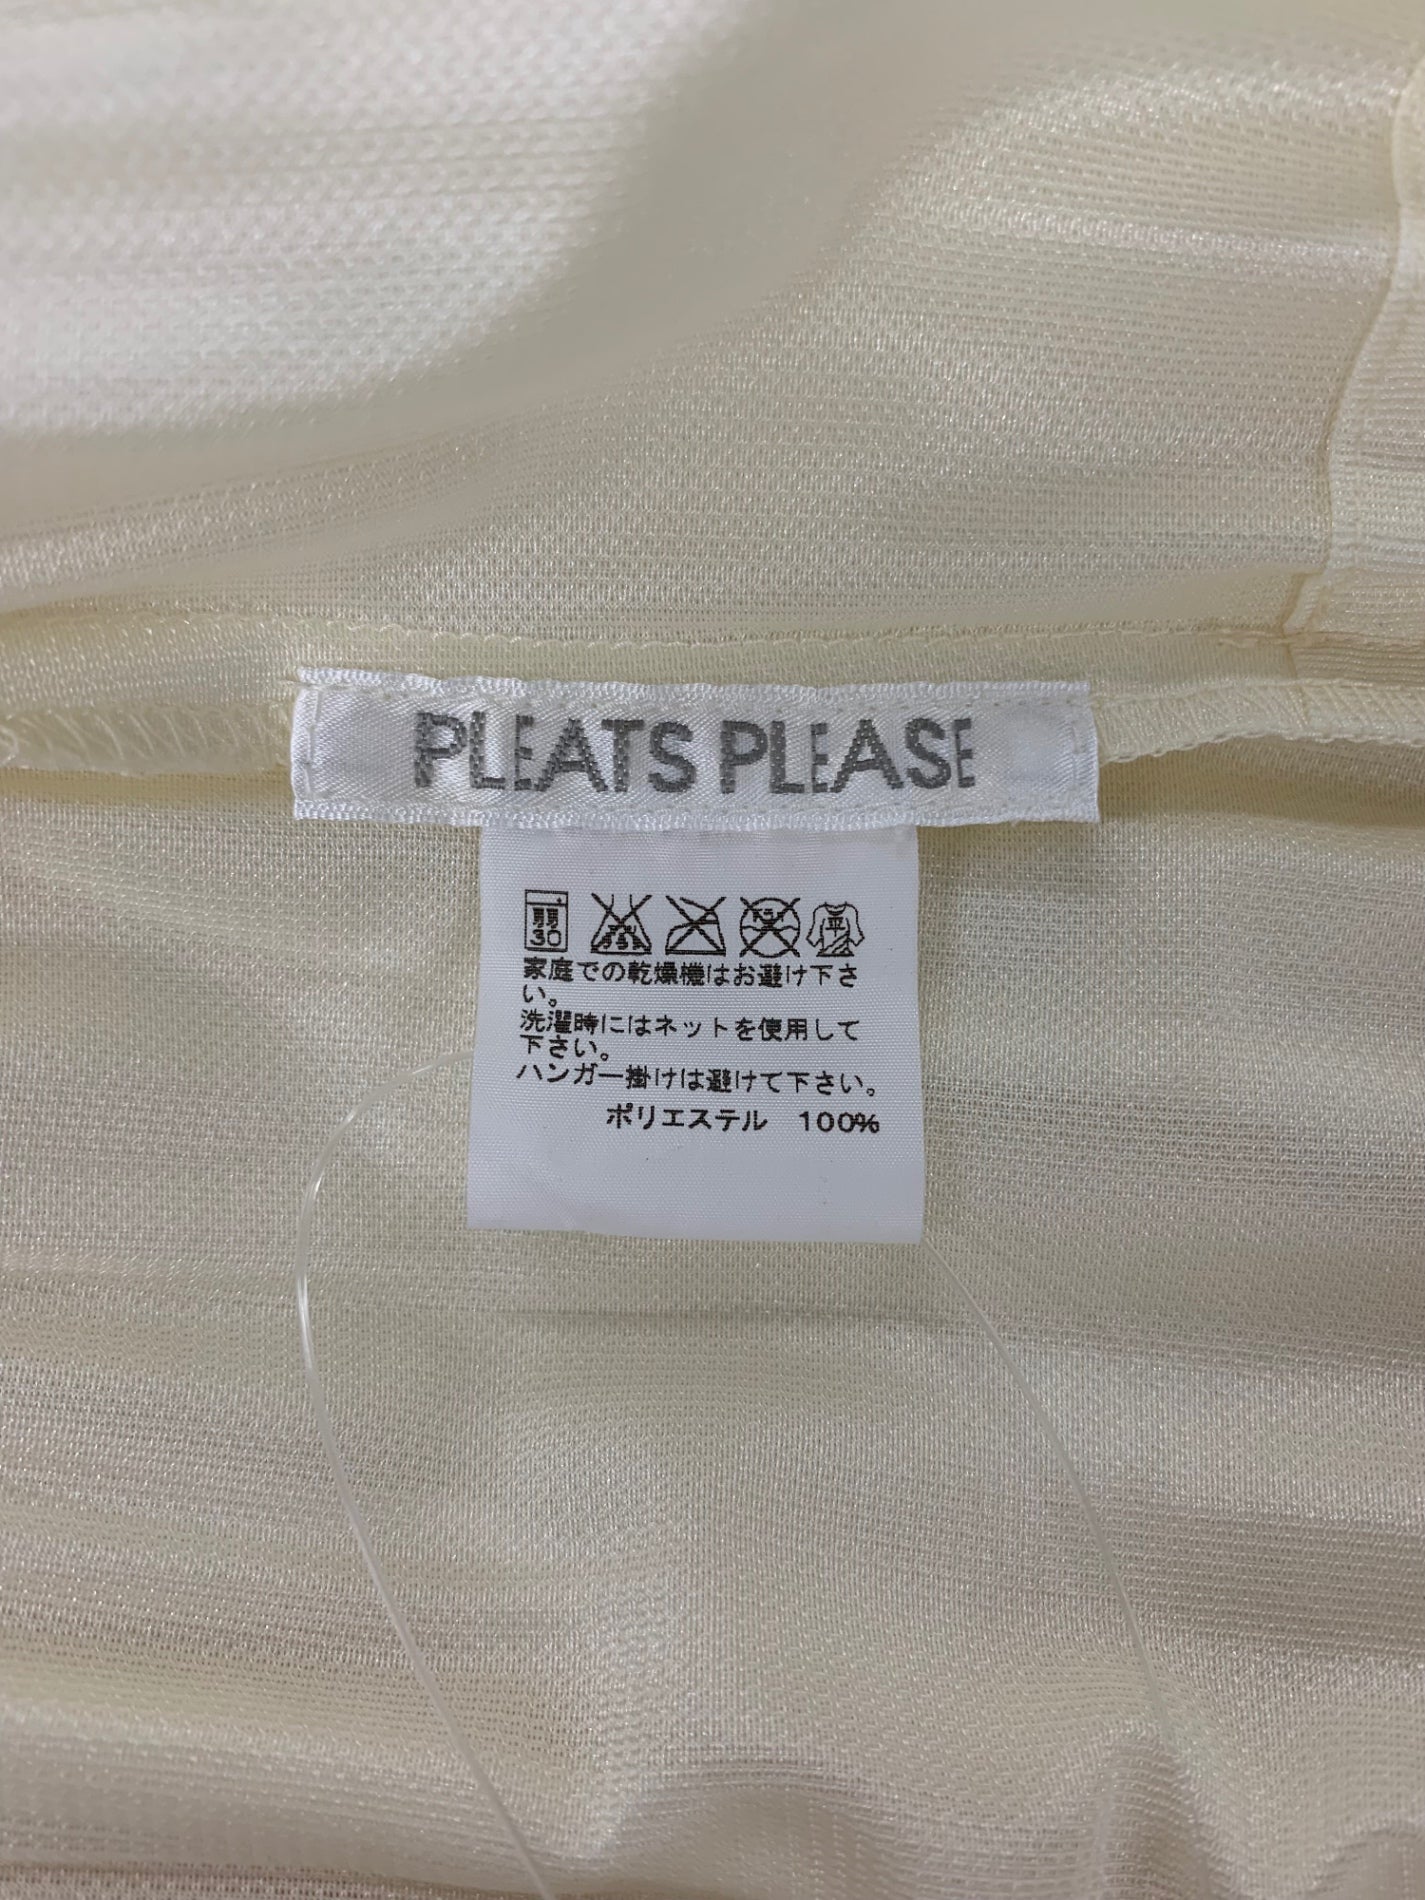 PLEATS PLEASE
弱
30 平
家庭での乾燥機はお避け下さ
い。
洗濯時にはネットを使用して
下さい。
ハンガー掛けは避けて下さい。
ポリエステル 100%